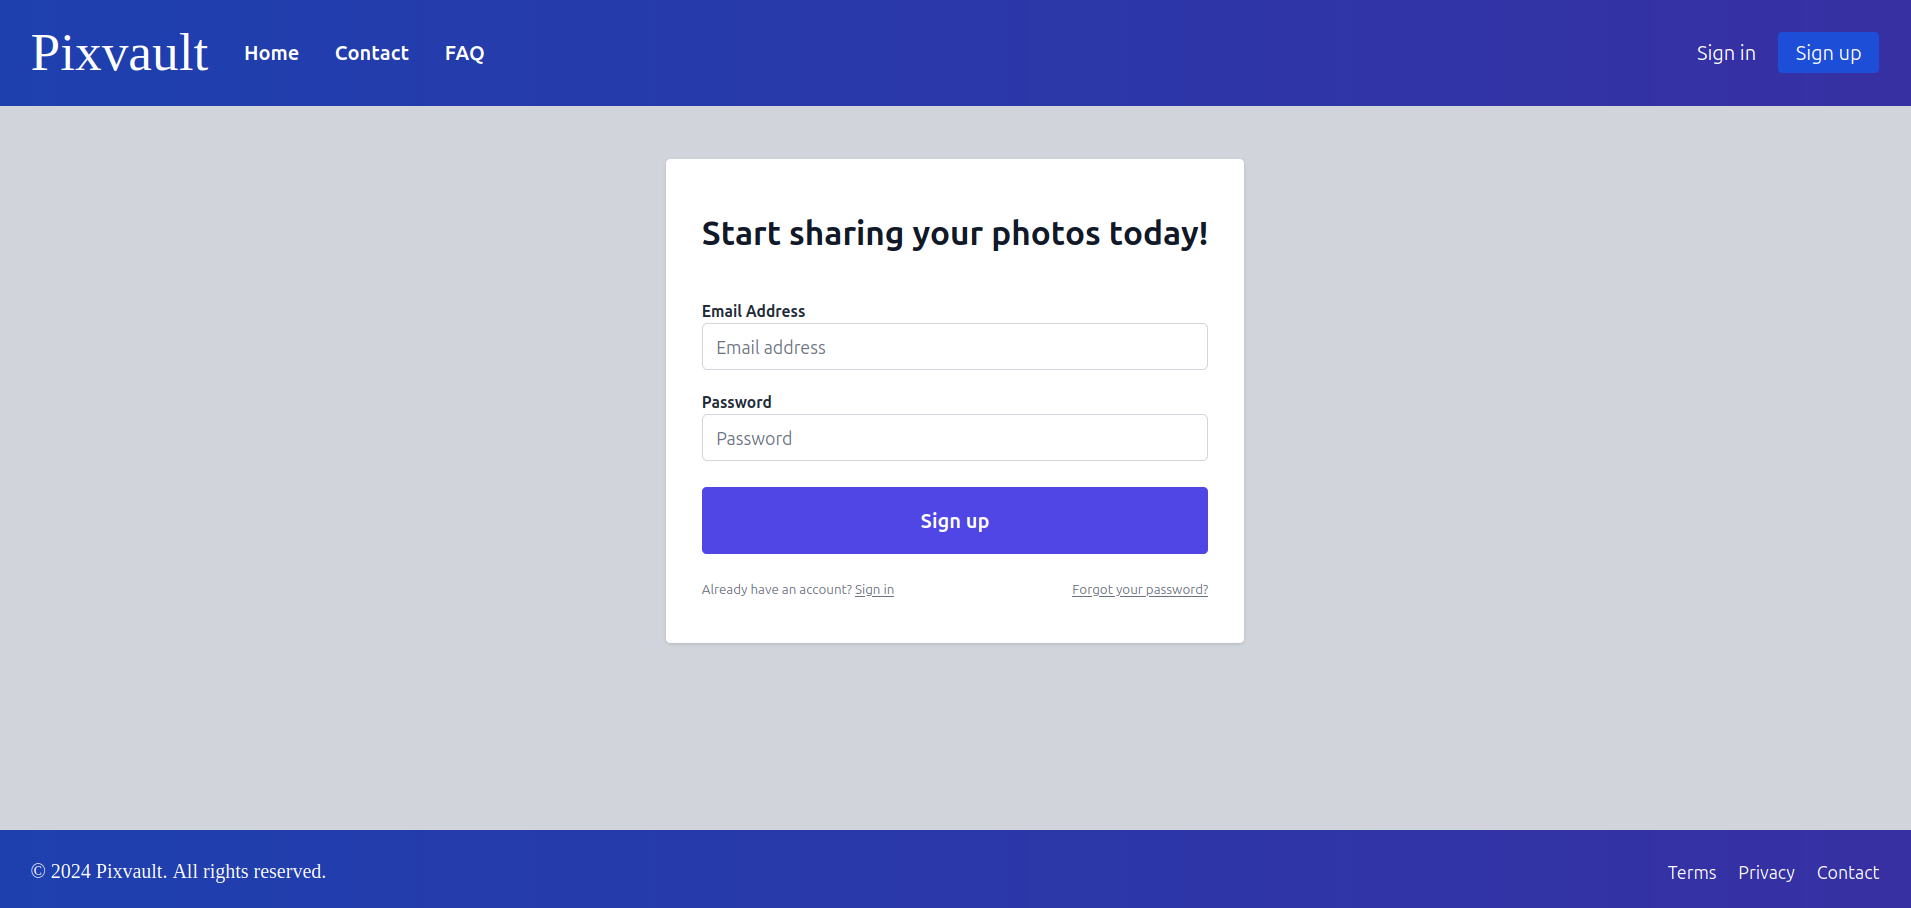 Pixvault Home Contact FAQ Sign in Sign up
Start sharing your photos today!
Email Address
Email address
Password
Password
Sign up
Already have an account? Sign in Forgot your password?
© 2024 Pixvault. All rights reserved. Terms Privacy Contact